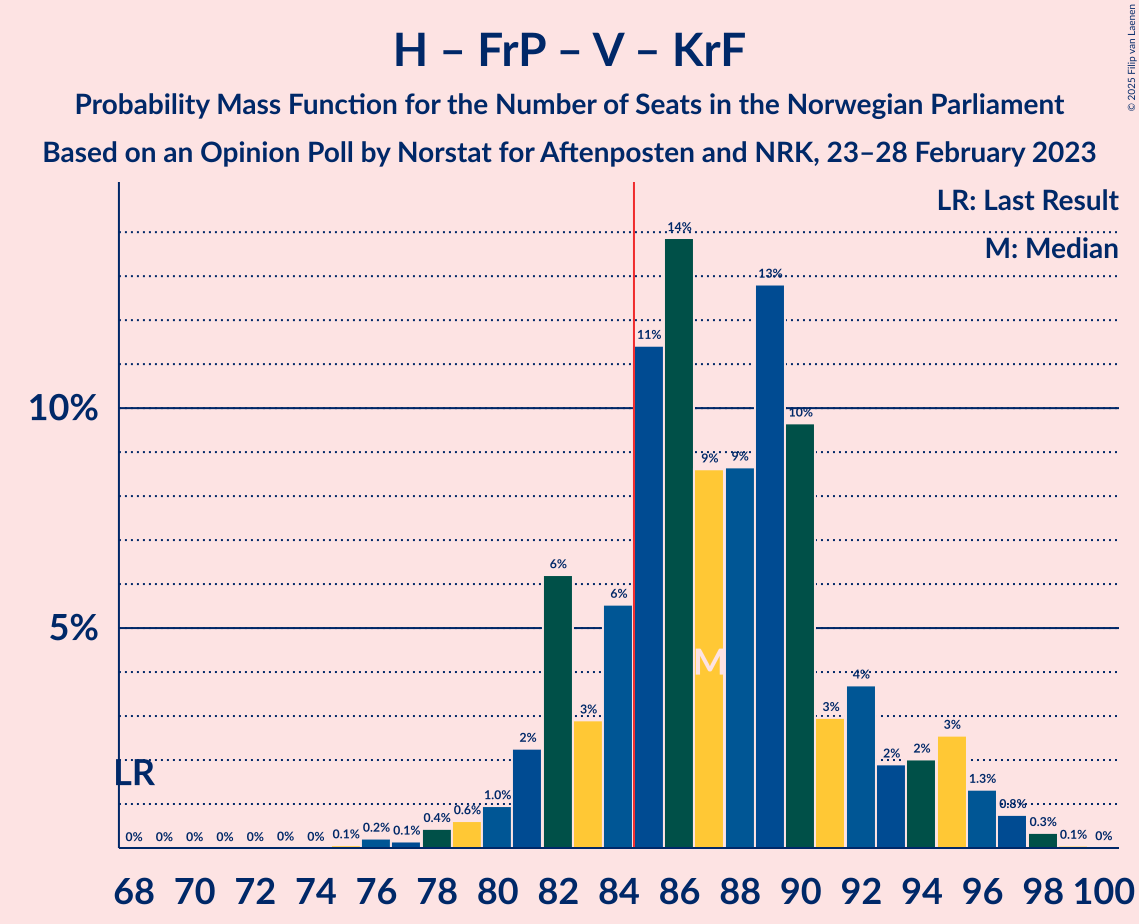 H – FrP – V – KrF
Probability Mass Function for the Number of Seats in the Norwegian Parliament
Based on an Opinion Poll by Norstat for Aftenposten and NRK, 23–28 February 2023
© 2025 Filip van Laenen
LR: Last Result
M: Median
10%
5%
LR
M
0% 0% 0% 0% 0% 0% 0% 0.1% 0.2% 0.1% 0.4% 0.6% 1.0% 2% 6% 3% 6% 11% 14% 9% 9% 13% 10% 3% 4% 2% 2% 3% 1.3% 0.8% 0.3% 0.1% 0%
68 70 72 74 76 78 80 82 84 86 88 90 92 94 96 98 100